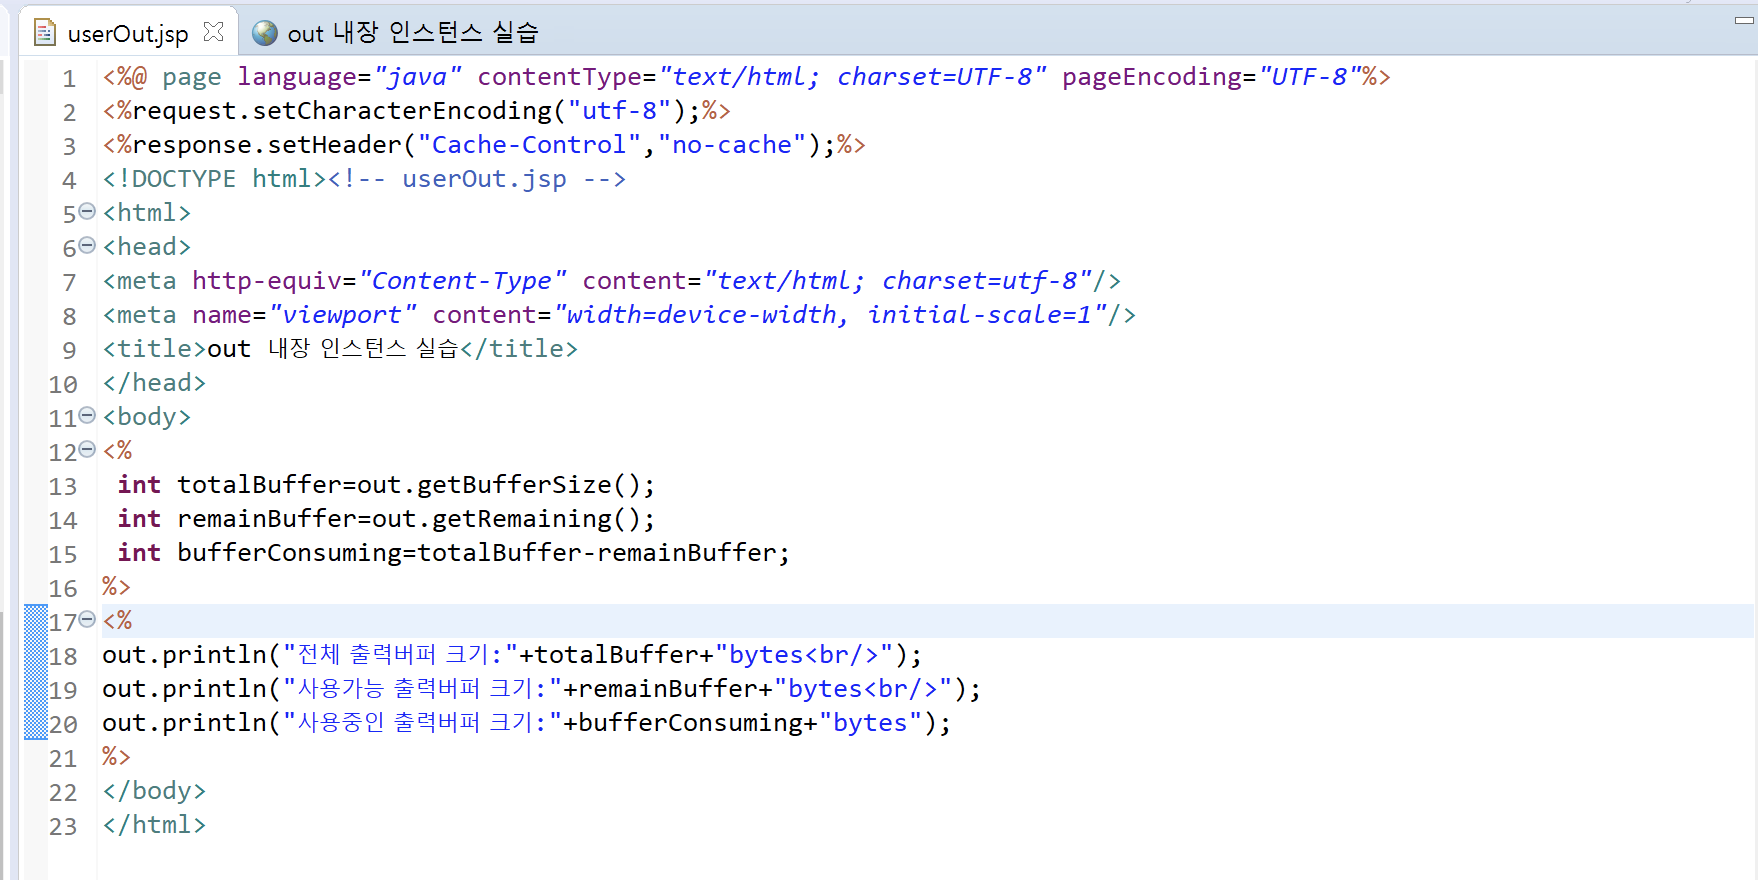 userOut.jsp
out 내장 인스턴스 실습
1 <%@ page language="java" contentType="text/html; charset=UTF-8" pageEncoding="UTF-8"%>
2 <%request.setCharacterEncoding("utf-8");%>
3 <%response.setHeader("Cache-Control","no-cache");%>
4 <!DOCTYPE html><!-- userOut.jsp -->
5 <html>
6 <head>
7 <meta http-equiv="Content-Type" content="text/html; charset=utf-8"/>
8 <meta name="viewport" content="width=device-width, initial-scale=1"/>
9 <title>out 내장 인스턴스 실습</title>
10 </head>
11 <body>
12 <%
13 int totalBuffer=out.getBufferSize();
14 int remainBuffer=out.getRemaining();
15 int bufferConsuming=totalBuffer-remainBuffer;
16 %>
17 <%
18 out.println("전체 출력버퍼 크기:"+totalBuffer+"bytes<br/>");
19 out.println("사용가능 출력버퍼 크기:"+remainBuffer+"bytes<br/>");
20 out.println("사용중인 출력버퍼 크기:"+bufferConsuming+"bytes");
21 %>
22 </body>
23 </html>